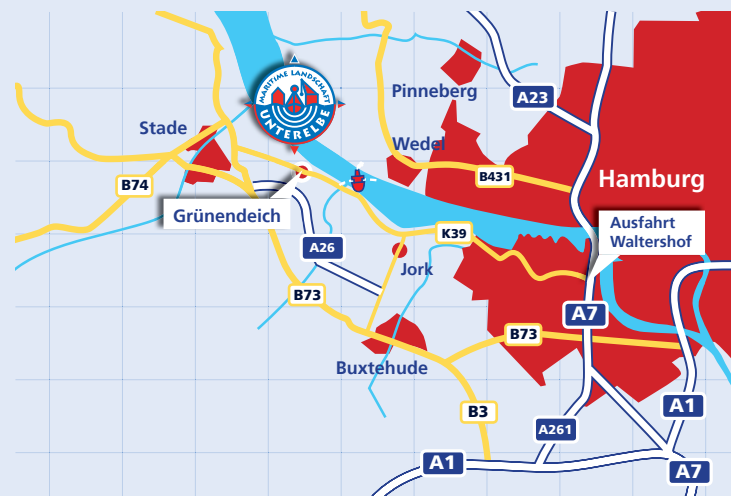 MARITIME LANDSCHAFT
UNTERELBE
Pinneberg
A23
Stade
Wedel
B74
B431
Hamburg
Grünendeich
Ausfahrt
Waltershof
K39
A26
Jork
B73
A7
B73
Buxtehude
B3
A1
A261
A1
A7